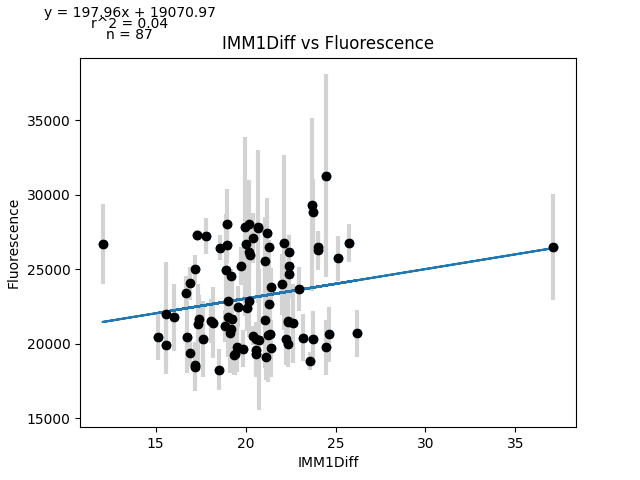 y = 197.96x + 19070.97
r^2 = 0.04
n = 87
IMM1Diff vs Fluorescence
35000
30000
25000
20000
15000
Fluorescence
15 20 25 30 35
IMM1Diff